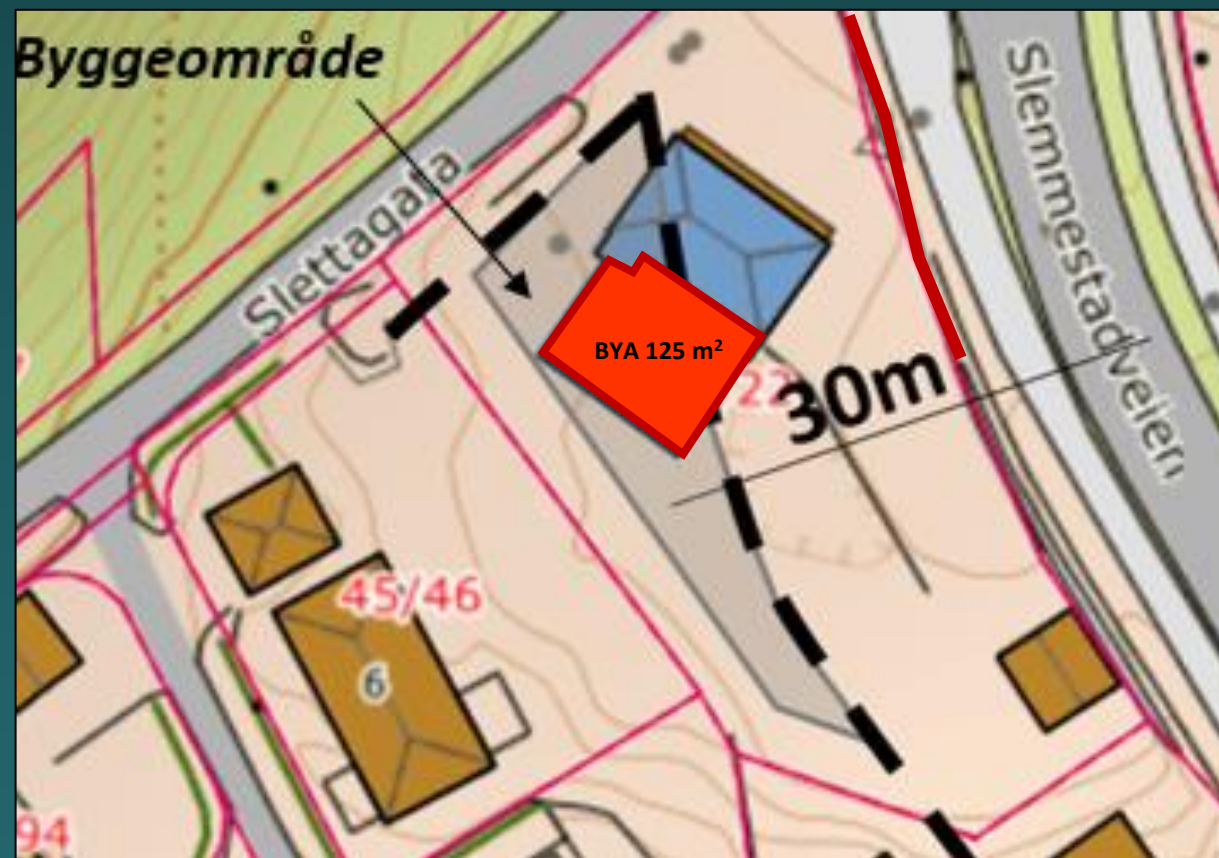 Byggeområde
Slettagata
Slemmestadveien
BYA 125 m²
22
30m
45/46
6
94